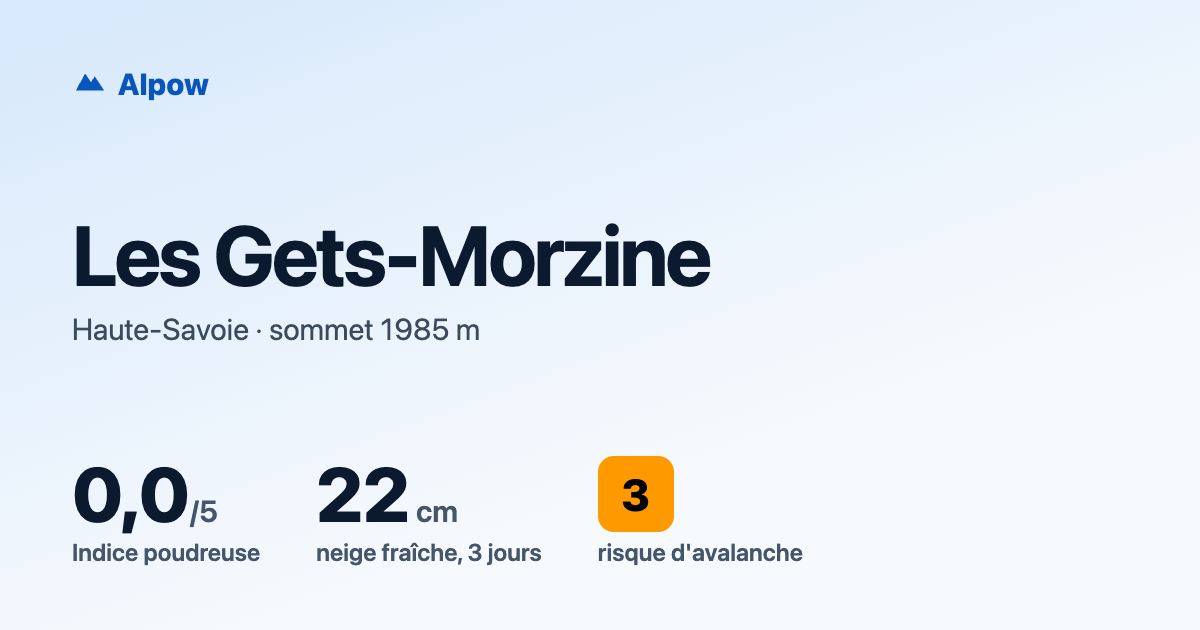 Alpow
Les Gets-Morzine
Haute-Savoie · sommet 1985 m
0,0/5
Indice poudreuse
22 cm
neige fraîche, 3 jours
3
risque d'avalanche